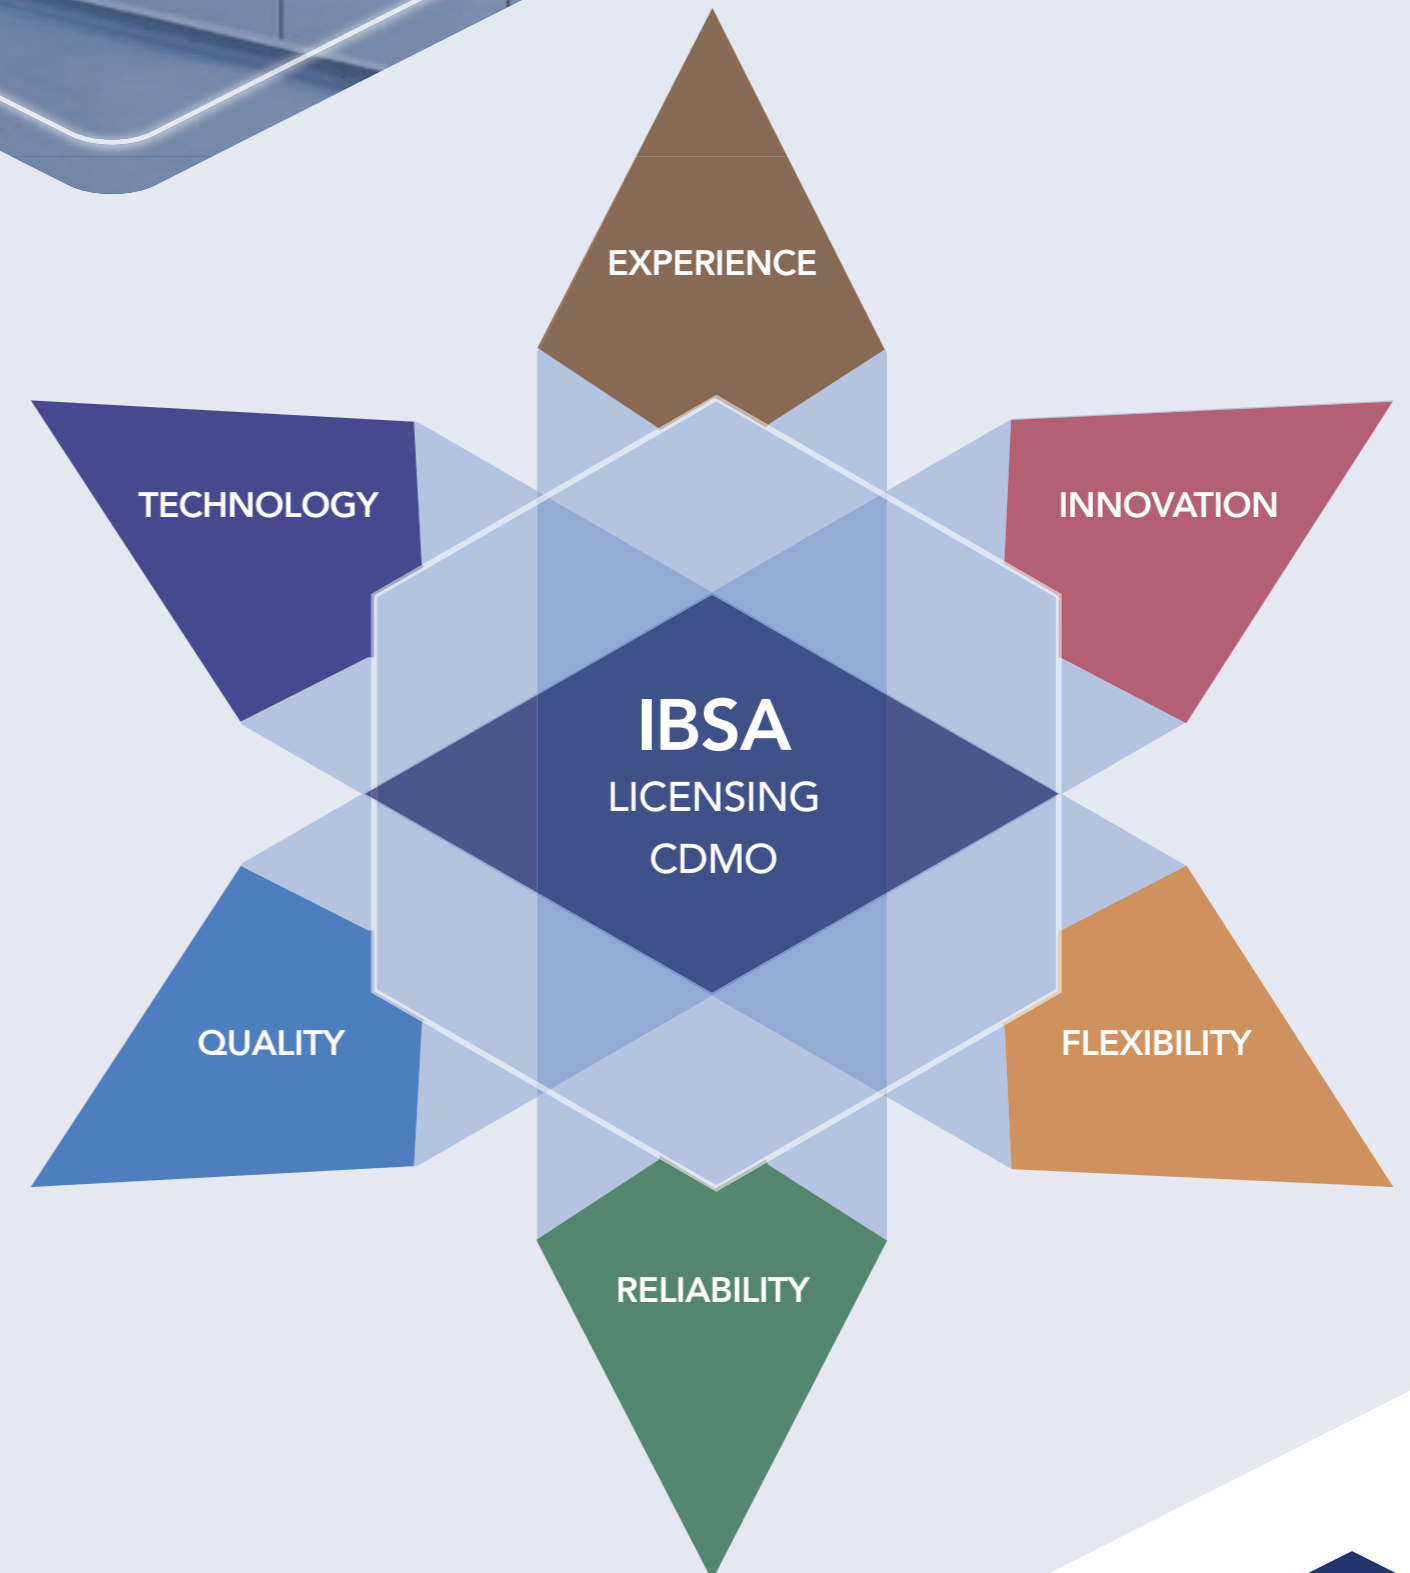 EXPERIENCE
TECHNOLOGY
INNOVATION
IBSA
LICENSING
CDMO
QUALITY
FLEXIBILITY
RELIABILITY